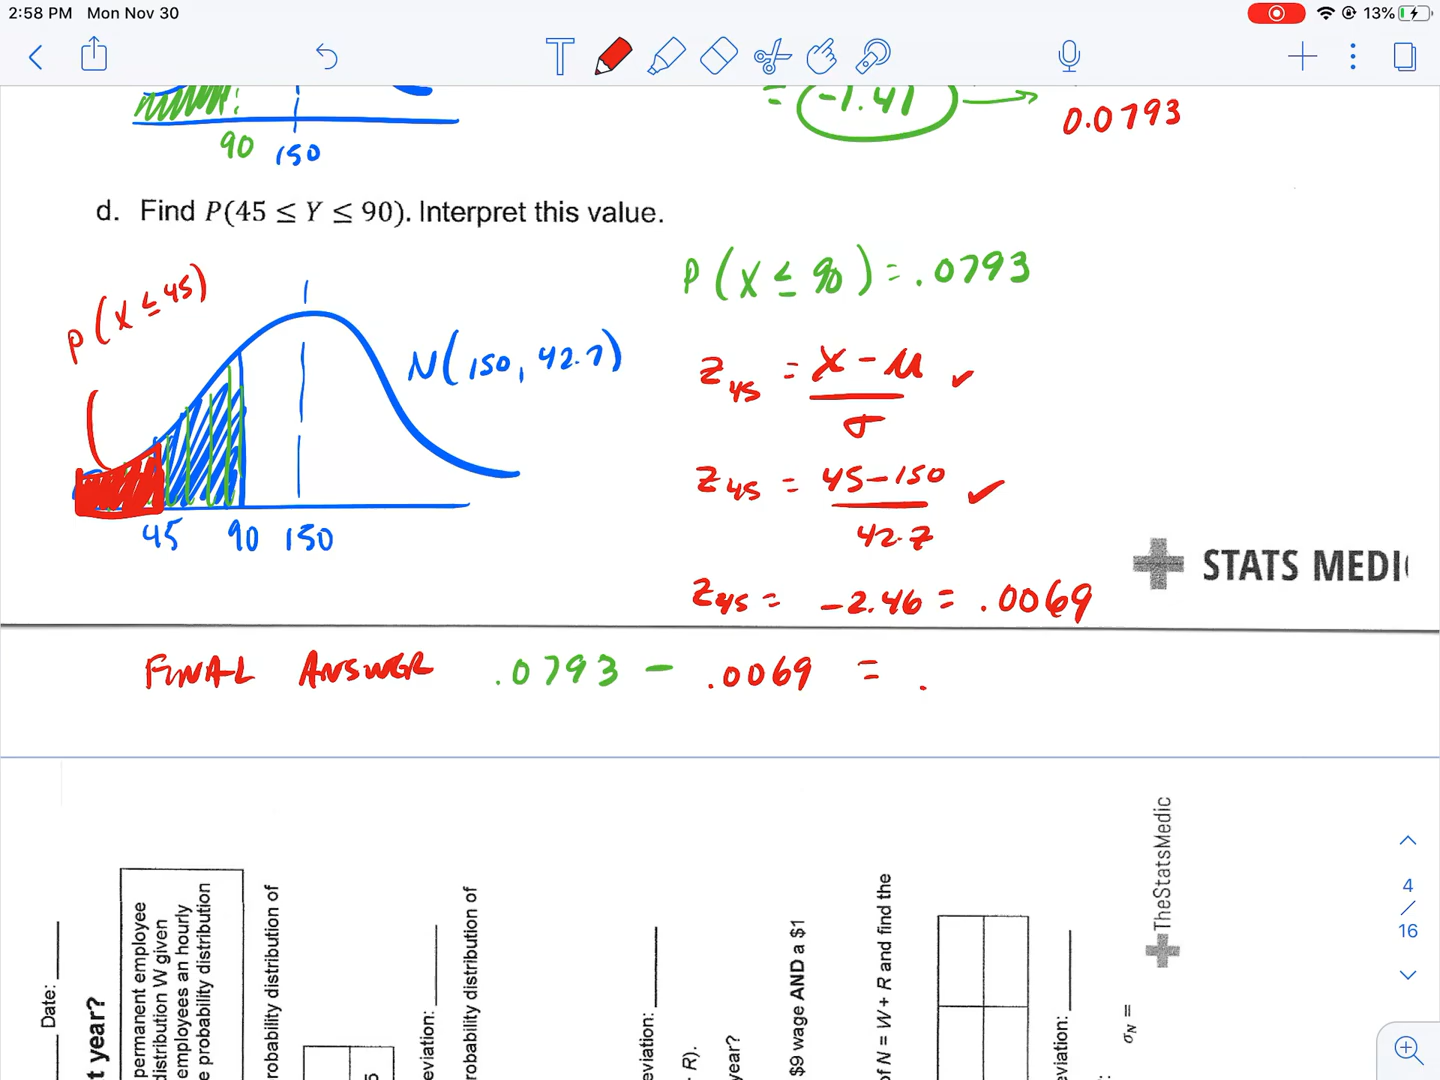 2:58 PM Mon Nov 30
13%
= -1.41 →
0.0793
90 150
d. Find P(45 ≤ Y ≤ 90). Interpret this value.
P(X ≤ 90) = .0793
P(X ≤ 45)
N(150, 42.7)
Z45 = X - μ ✓
σ
Z45 = 45-150 ✓
42.7
45 90 150
STATS MEDI
Z45 = -2.46 = .0069
FINAL ANSWER .0793 - .0069 = .
Date:
t year?
permanent employee
distribution W given
employees an hourly
e probability distribution
robability distribution of
5
eviation:
robability distribution of
eviation:
R).
year?
$9 wage AND a $1
of N = W + R and find the
eviation:
σN =
TheStatsMedic
4
/
16